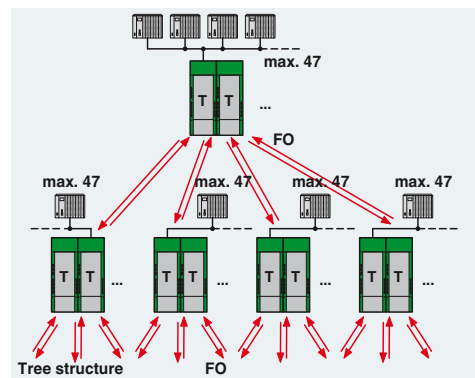 max. 47
T T ...
FO
max. 47 max. 47 max. 47 max. 47
T T ... T T ... T T ... T T ...
Tree structure FO